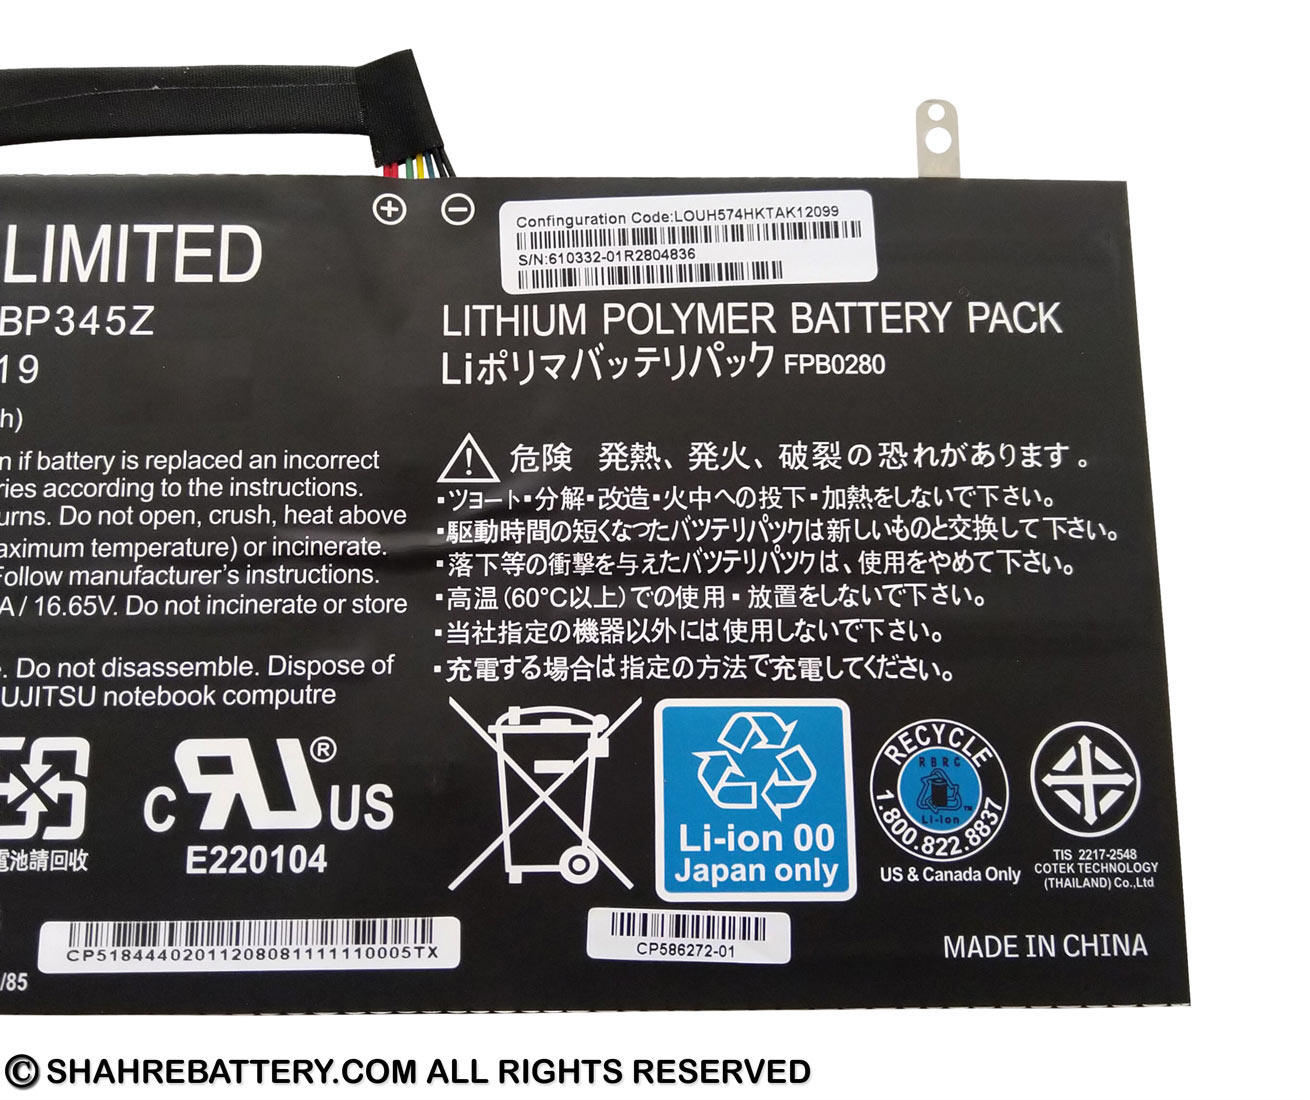 LIMITED
BP345Z
19
h)
n if battery is replaced an incorrect
ries according to the instructions.
urns. Do not open, crush, heat above
aximum temperature) or incinerate.
Follow manufacturer's instructions.
A / 16.65V. Do not incinerate or store
. Do not disassemble. Dispose of
UJITSU notebook computre
Confinguration Code:LOUH574HKTAK12099
S/N:610332-01R2804836
LITHIUM POLYMER BATTERY PACK
Liポリマバッテリパック FPB0280
危険 発熱、発火、破裂の恐れがあります。
・ツョート・分解・改造・火中への投下・加熱をしないで下さい。
・駆動時間の短くなつたバツテリパックは新しいものと交換して下さい。
・落下等の衝撃を与えたバツテリパックは、使用をやめて下さい。
・高温(60°C以上)での使用・放置をしないで下さい。
・当社指定の機器以外には使用しないで下さい。
・充電する場合は指定の方法で充電してください。
電池請回收
C RU ® US
E220104
Li-ion 00
Japan only
RECYCLE
RBRC
Li-ion ™
1.800.822.8837
US & Canada Only
TIS 2217-2548
COTEK TECHNOLOGY
(THAILAND) Co.,Ltd
CP586272-01
MADE IN CHINA
/85
© SHAHREBATTERY.COM ALL RIGHTS RESERVED